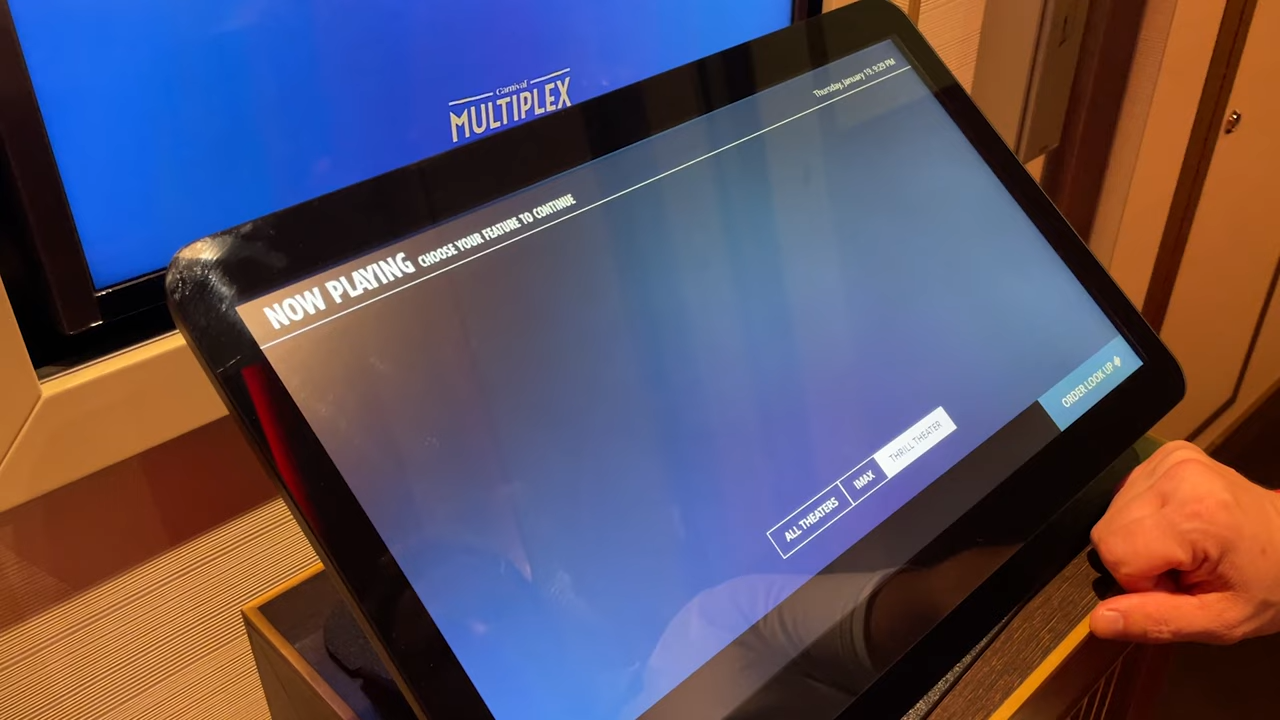 Carnival
MULTIPLEX
Thursday, January 19, 9:29 PM
NOW PLAYING CHOOSE YOUR FEATURE TO CONTINUE
ALL THEATERS IMAX THRILL THEATER
ORDER LOOK UP